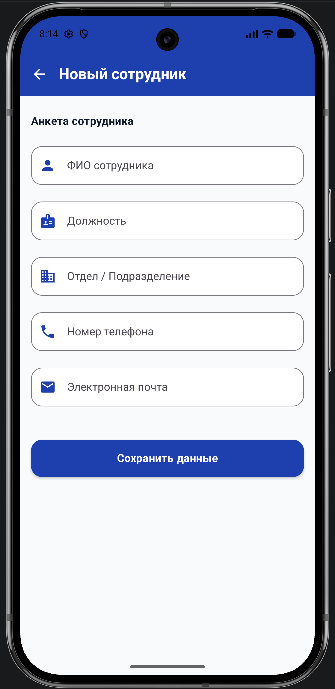 8:14
Новый сотрудник
Анкета сотрудника
ФИО сотрудника
Должность
Отдел / Подразделение
Номер телефона
Электронная почта
Сохранить данные